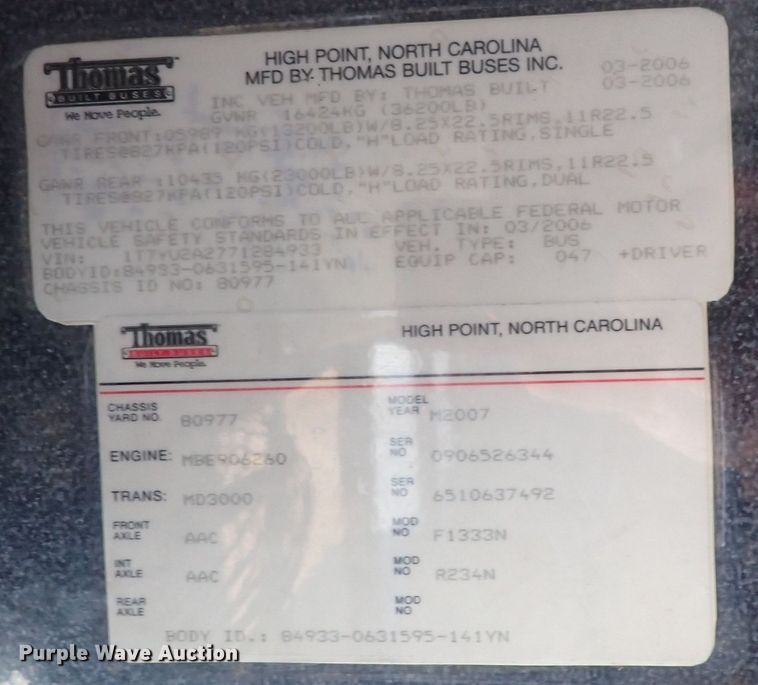 Thomas
BUILT BUSES
We Move People.
HIGH POINT, NORTH CAROLINA
MFD BY: THOMAS BUILT BUSES INC. 03-2006
INC VEH MFD BY: THOMAS BUILT 03-2006
GVWR 16424KG (36200LB)
GAWR FRONT:05989 KG(13200LB)W/8.25X22.5RIMS,11R22.5
TIRES@827KPA(120PSI)COLD,"H"LOAD RATING,SINGLE
GAWR REAR :10435 KG(23000LB)W/8.25X22.5RIMS,11R22.5
TIRES@827KPA(120PSI)COLD,"H"LOAD RATING,DUAL
THIS VEHICLE CONFORMS TO ALL APPLICABLE FEDERAL MOTOR
VEHICLE SAFETY STANDARDS IN EFFECT IN: 03/2006
VIN: 1T7YU2A2771284933 VEH. TYPE: BUS
BODYID:84933-0631595-141YN EQUIP CAP: 047 +DRIVER
CHASSIS ID NO: 80977
Thomas
BUILT BUSES
We Move People.
HIGH POINT, NORTH CAROLINA
CHASSIS YARD NO. 80977 MODEL YEAR M2007
ENGINE: MBE906260 SER NO 0906526344
TRANS: MD3000 SER NO 6510637492
FRONT AXLE AAC MOD NO F1333N
INT AXLE AAC MOD NO R234N
REAR AXLE MOD NO
BODY ID.: 84933-0631595-141YN
Purple Wave Auction